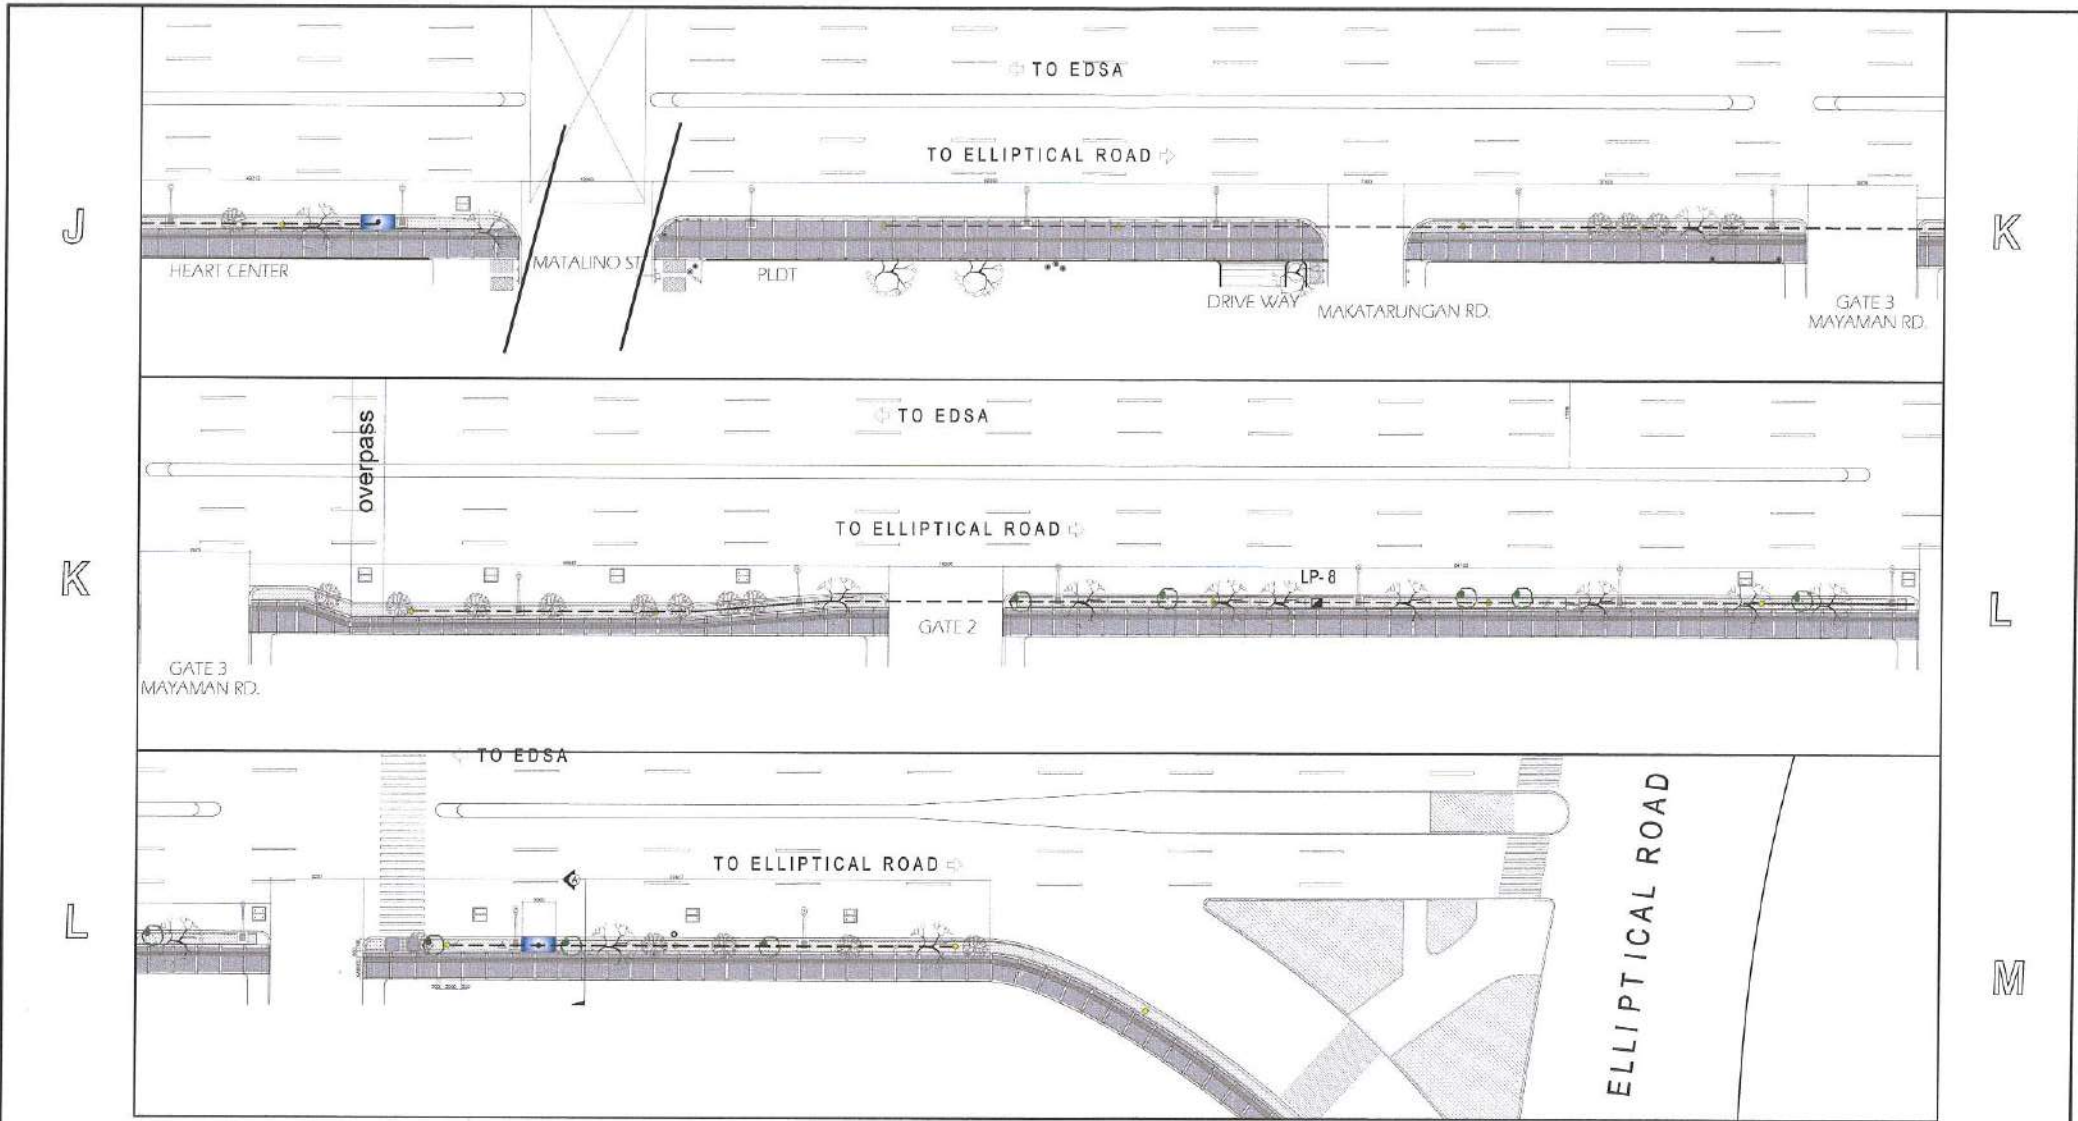 TO EDSA
TO ELLIPTICAL ROAD
J
K
HEART CENTER
MATALINO ST
PLDT
DRIVE WAY
MAKATARUNGAN RD.
GATE 3
MAYAMAN RD.
overpass
TO EDSA
TO ELLIPTICAL ROAD
K
LP-8
L
GATE 2
GATE 3
MAYAMAN RD.
TO EDSA
TO ELLIPTICAL ROAD
ELLIPTICAL ROAD
A
L
M